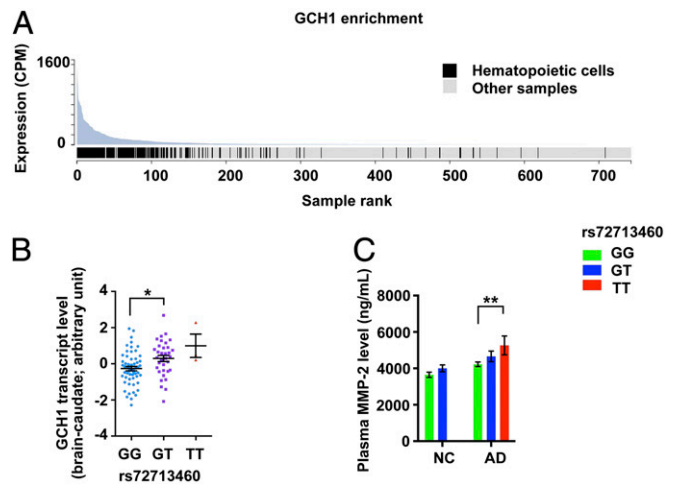 A
GCH1 enrichment
Expression (CPM)
1600
0
Hematopoietic cells
Other samples
0 100 200 300 400 500 600 700
Sample rank
B
GCH1 transcript level
(brain-caudate; arbitrary unit)
4
2
0
-2
-4
*
GG GT TT
rs72713460
C
rs72713460
GG
GT
TT
Plasma MMP-2 level (ng/mL)
8000
6000
4000
2000
0
**
NC AD